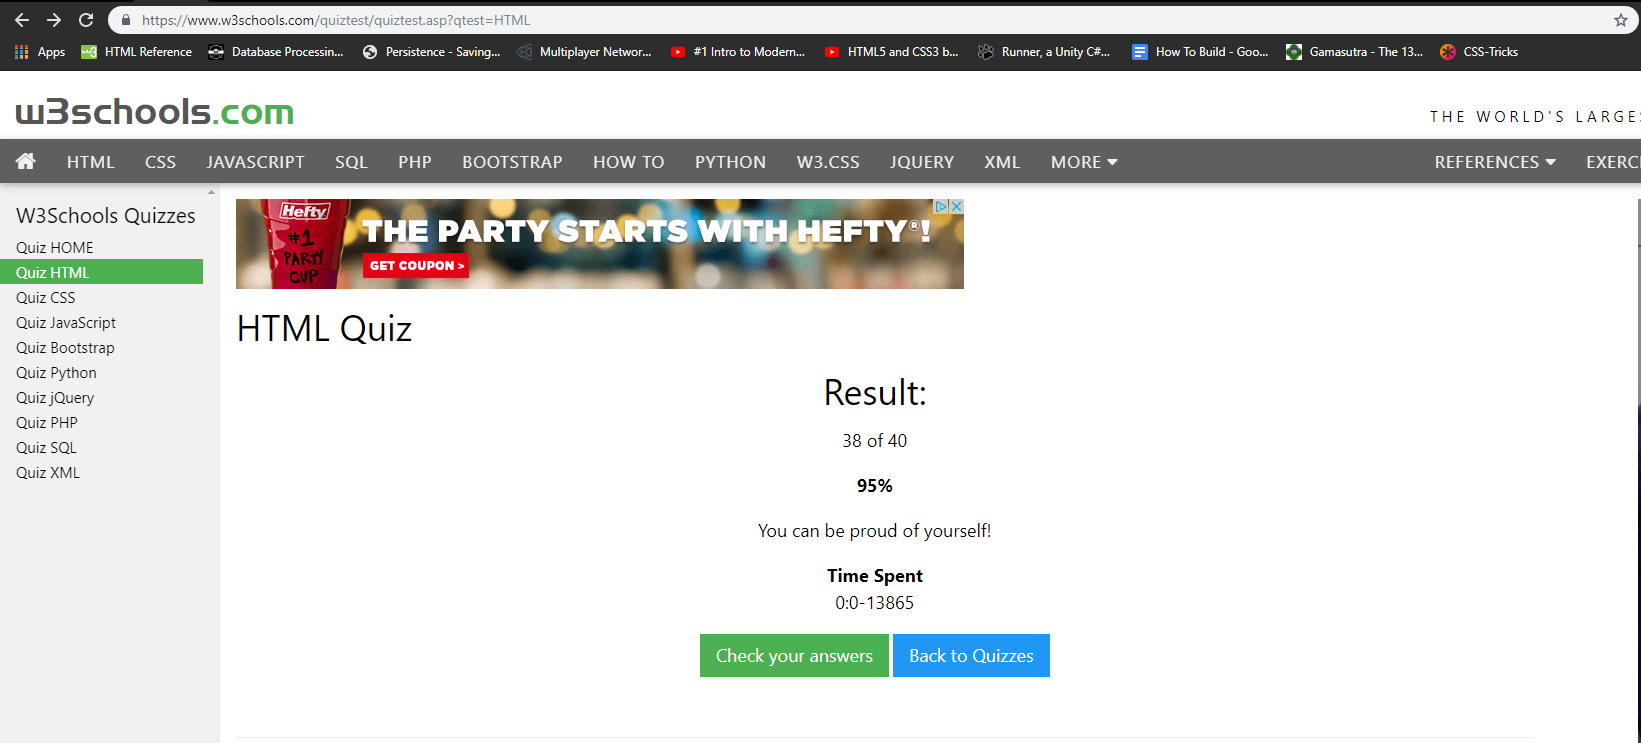 https://www.w3schools.com/quiztest/quiztest.asp?qtest=HTML
Apps HTML Reference Database Processin... Persistence - Saving... Multiplayer Networ... #1 Intro to Modern... HTML5 and CSS3 b... Runner, a Unity C#... How To Build - Goo... Gamasutra - The 13... CSS-Tricks
w3schools.com
THE WORLD'S LARGES
HTML CSS JAVASCRIPT SQL PHP BOOTSTRAP HOW TO PYTHON W3.CSS JQUERY XML MORE REFERENCES EXERC
W3Schools Quizzes
Quiz HOME
Quiz HTML
Quiz CSS
Quiz JavaScript
Quiz Bootstrap
Quiz Python
Quiz jQuery
Quiz PHP
Quiz SQL
Quiz XML
Hefty
#1
PARTY
CUP
THE PARTY STARTS WITH HEFTY®!
GET COUPON >
HTML Quiz
Result:
38 of 40
95%
You can be proud of yourself!
Time Spent
0:0-13865
Check your answers Back to Quizzes